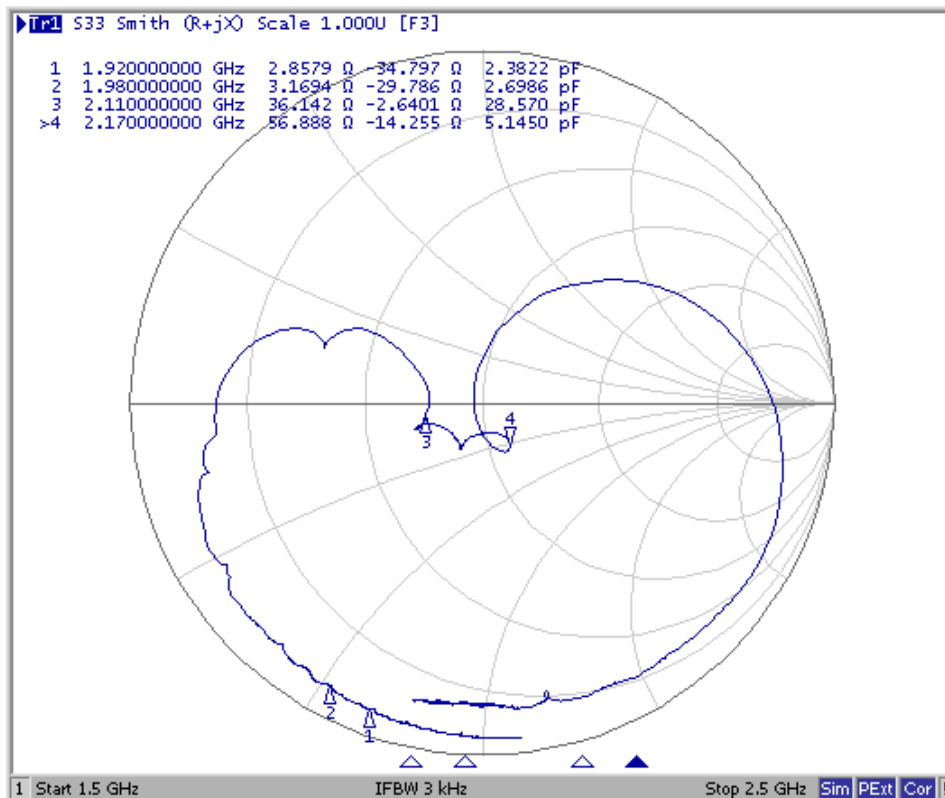 Tr1 S33 Smith (R+jX) Scale 1.000U [F3]
1 1.920000000 GHz 2.8579 Ω -34.797 Ω 2.3822 pF
2 1.980000000 GHz 3.1694 Ω -29.786 Ω 2.6986 pF
3 2.110000000 GHz 36.142 Ω -2.6401 Ω 28.570 pF
>4 2.170000000 GHz 56.888 Ω -14.255 Ω 5.1450 pF
4
3
2
1
1 Start 1.5 GHz IFBW 3 kHz Stop 2.5 GHz Sim PExt Cor